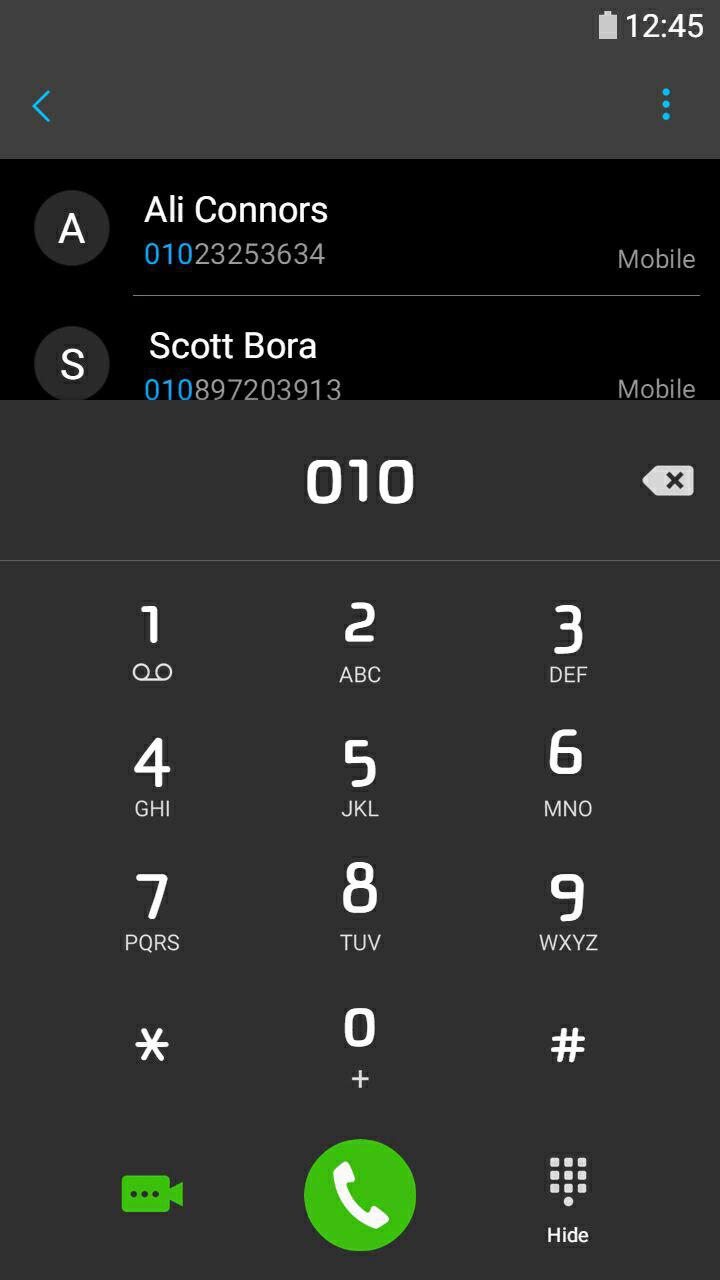 12:45
A
Ali Connors
01023253634
Mobile
S
Scott Bora
010897203913
Mobile
010
1 2 3
ABC DEF
4 5 6
GHI JKL MNO
7 8 9
PQRS TUV WXYZ
* 0 #
+
Hide